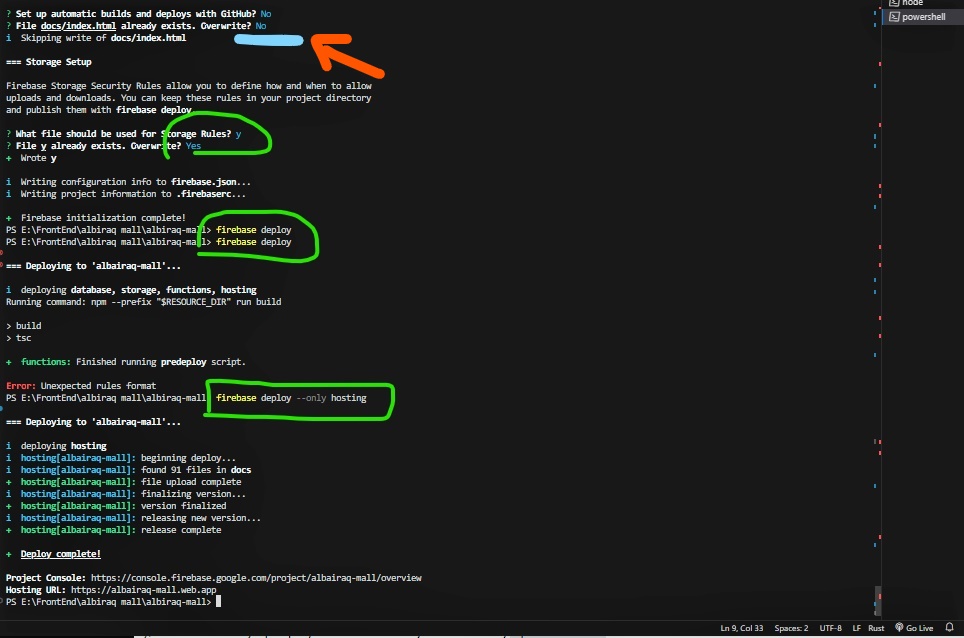 ? Set up automatic builds and deploys with GitHub? No
? File docs/index.html already exists. Overwrite? No
i  Skipping write of docs/index.html
=== Storage Setup
Firebase Storage Security Rules allow you to define how and when to allow
uploads and downloads. You can keep these rules in your project directory
and publish them with firebase deploy.
? What file should be used for Storage Rules? y
? File y already exists. Overwrite? Yes
+  Wrote y
i  Writing configuration info to firebase.json...
i  Writing project information to .firebaserc...
+  Firebase initialization complete!
PS E:\FrontEnd\albiraq mall\albiraq-mall> firebase deploy
PS E:\FrontEnd\albiraq mall\albiraq-mall> firebase deploy
=== Deploying to 'albairaq-mall'...
i  deploying database, storage, functions, hosting
Running command: npm --prefix "$RESOURCE_DIR" run build
> build
> tsc
+  functions: Finished running predeploy script.
Error: Unexpected rules format
PS E:\FrontEnd\albiraq mall\albiraq-mall firebase deploy --only hosting
=== Deploying to 'albairaq-mall'...
i  deploying hosting
i  hosting[albairaq-mall]: beginning deploy...
i  hosting[albairaq-mall]: found 91 files in docs
+  hosting[albairaq-mall]: file upload complete
i  hosting[albairaq-mall]: finalizing version...
+  hosting[albairaq-mall]: version finalized
i  hosting[albairaq-mall]: releasing new version...
+  hosting[albairaq-mall]: release complete
+  Deploy complete!
Project Console: https://console.firebase.google.com/project/albairaq-mall/overview
Hosting URL: https://albairaq-mall.web.app
PS E:\FrontEnd\albiraq mall\albiraq-mall>
node
powershell
Ln 9, Col 33 Spaces: 2 UTF-8 LF Rust Go Live